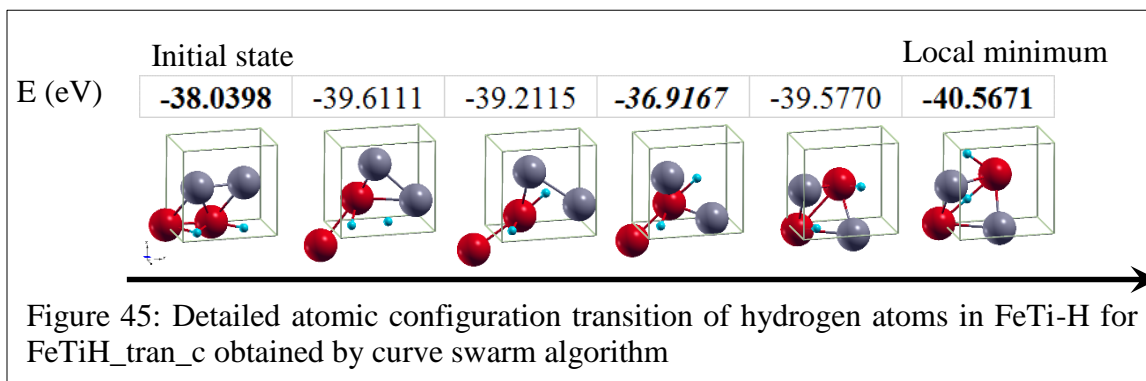 Initial state
Local minimum
E (eV)
-38.0398 -39.6111 -39.2115 -36.9167 -39.5770 -40.5671
Figure 45: Detailed atomic configuration transition of hydrogen atoms in FeTi-H for
FeTiH_tran_c obtained by curve swarm algorithm